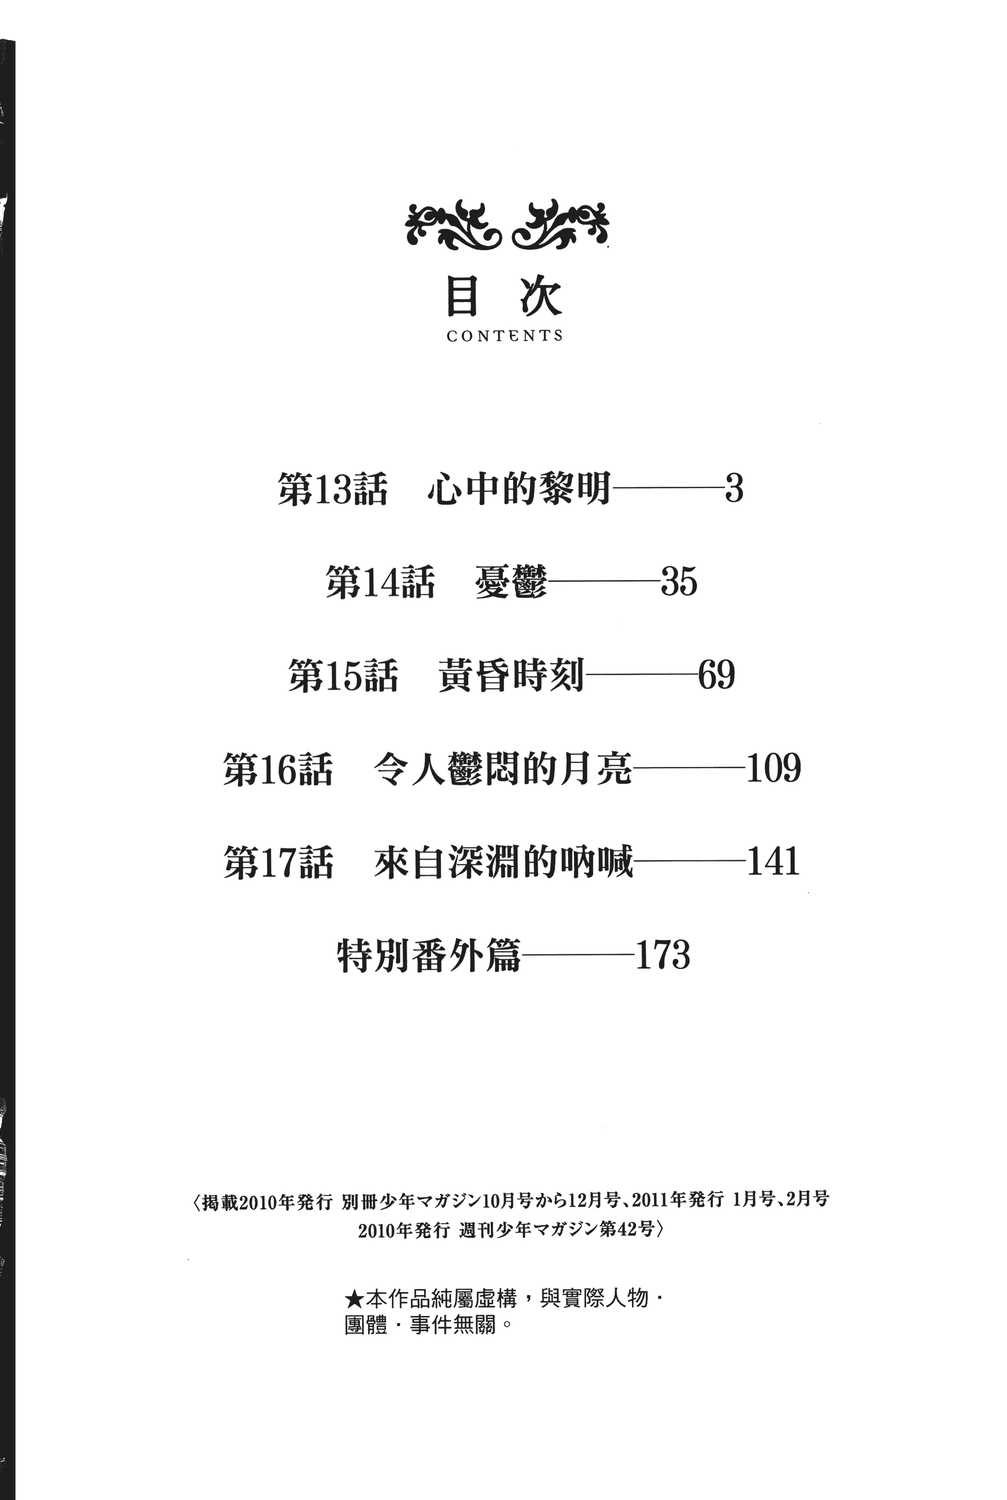 目次
CONTENTS
第13話　心中的黎明———3
第14話　憂鬱———35
第15話　黃昏時刻———69
第16話　令人鬱悶的月亮———109
第17話　來自深淵的吶喊———141
特別番外篇———173
〈掲載2010年発行 別冊少年マガジン10月号から12月号、2011年発行 1月号、2月号
2010年発行 週刊少年マガジン第42号〉
★本作品純屬虛構，與實際人物．
團體．事件無關。